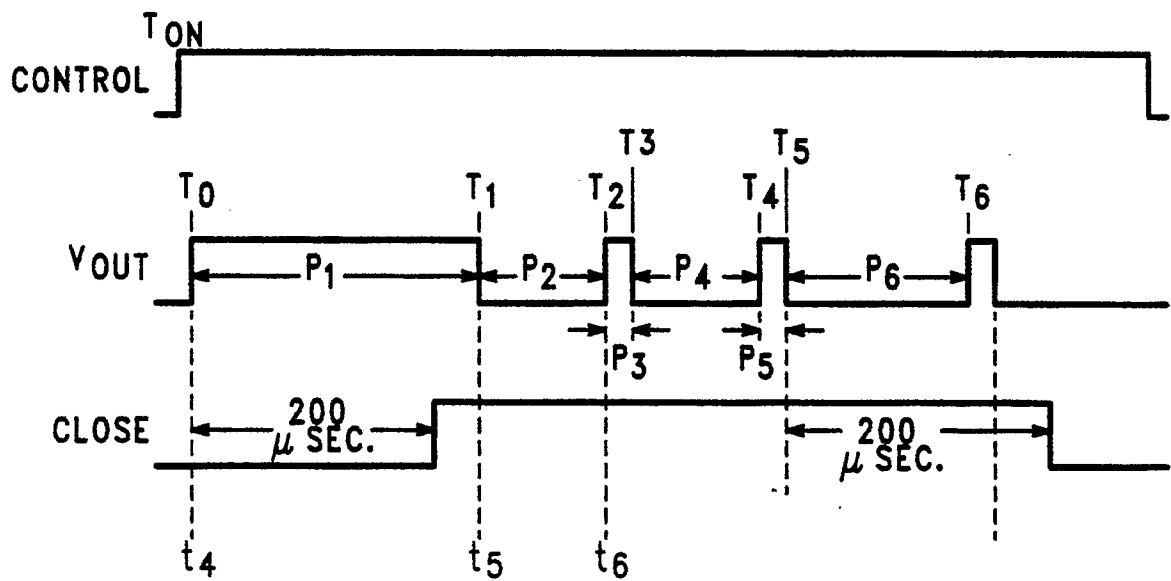 TON
CONTROL
T3 T5
T0 T1 T2 T4 T6
VOUT P1 P2 P4 P6
P3 P5
CLOSE 200 μ SEC. 200 μ SEC.
t4 t5 t6